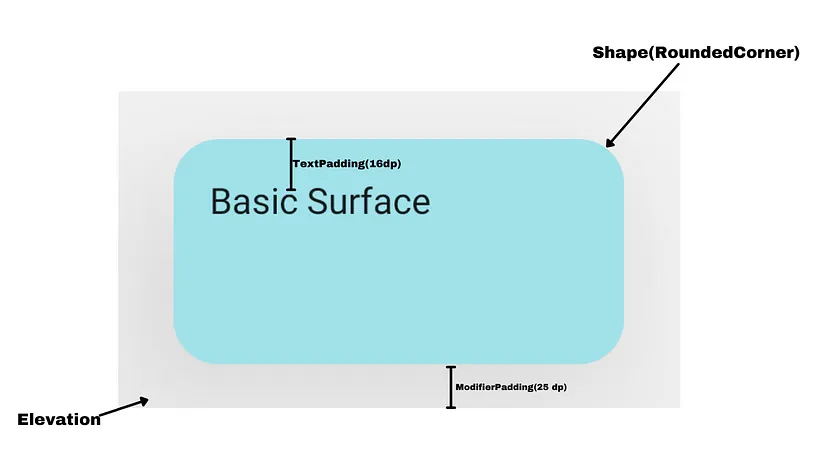 Shape(RoundedCorner)
TextPadding(16dp)
Basic Surface
ModifierPadding(25 dp)
Elevation